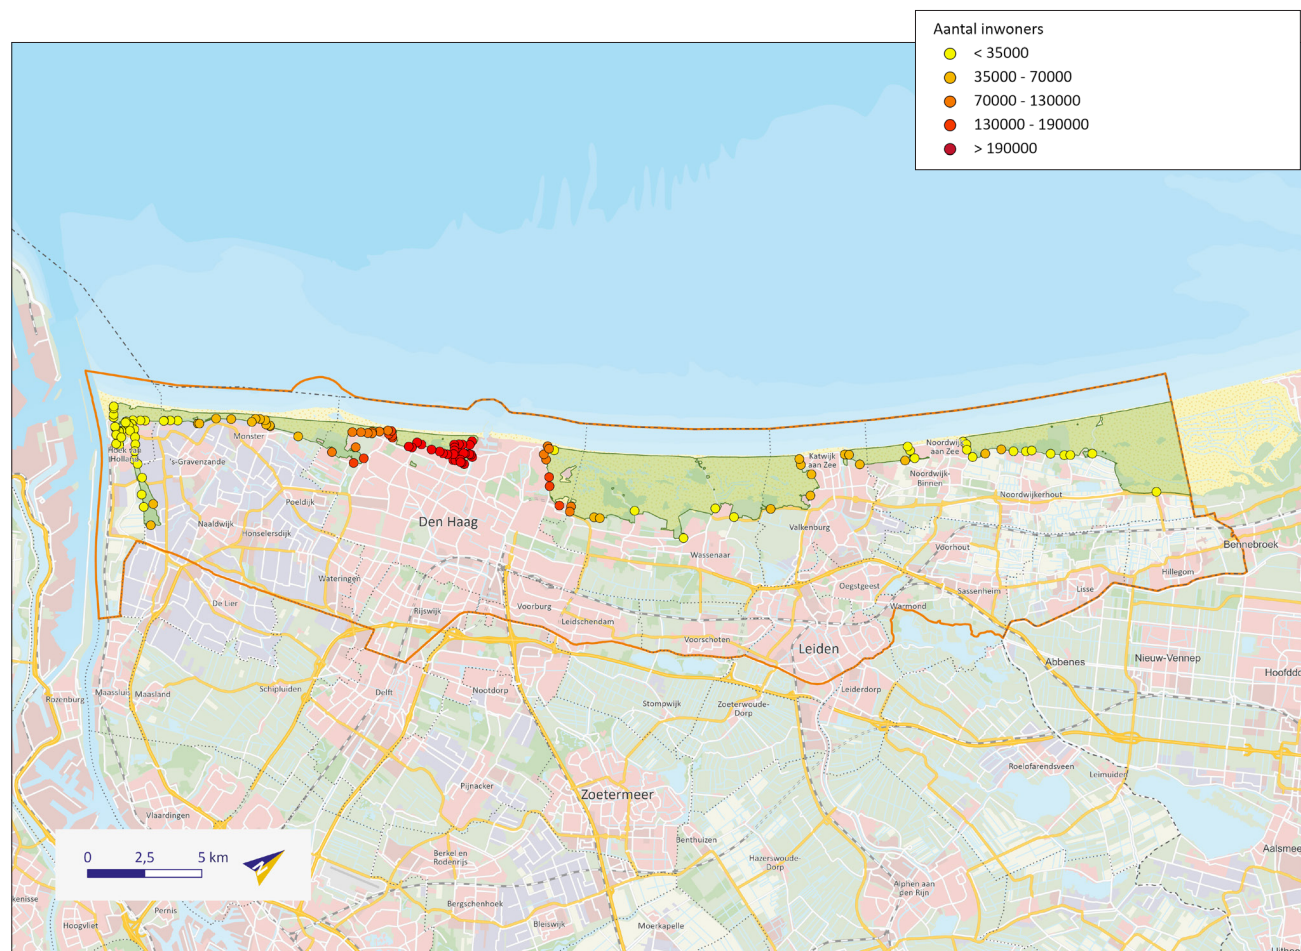 Aantal inwoners
< 35000
35000 - 70000
70000 - 130000
130000 - 190000
> 190000
Monster
Hoek van
Holland
's-Gravenzande
Poeldijk
Naaldwijk
Honselersdijk
Den Haag
Wateringen
De Lier
Rijswijk
Voorburg
Leidschendam
Wassenaar
Voorschoten
Leiden
Katwijk
aan Zee
Valkenburg
Oegstgeest
Noordwijk
aan Zee
Noordwijk-
Binnen
Noordwijkerhout
Voorhout
Sassenheim
Warmond
Lisse
Hillegom
Bennebroek
Abbenes
Nieuw-Vennep
Hoofddo
Rozenburg
Maassluis
Maasland
Schipluiden
Delft
Nootdorp
Stompwijk
Zoeterwoude-
Dorp
Leiderdorp
Roelofarendsveen
Leimuiden
Pijnacker
Zoetermeer
Vlaardingen
Benthuizen
Hazerswoude-
Dorp
Aalsmee
Berkel en
Rodenrijs
Alphen aan
den Rijn
Bergschenhoek
Bleiswijk
Moerkapelle
kenisse
Pernis
Hoogvliet
Uitho
0 2,5 5 km
N